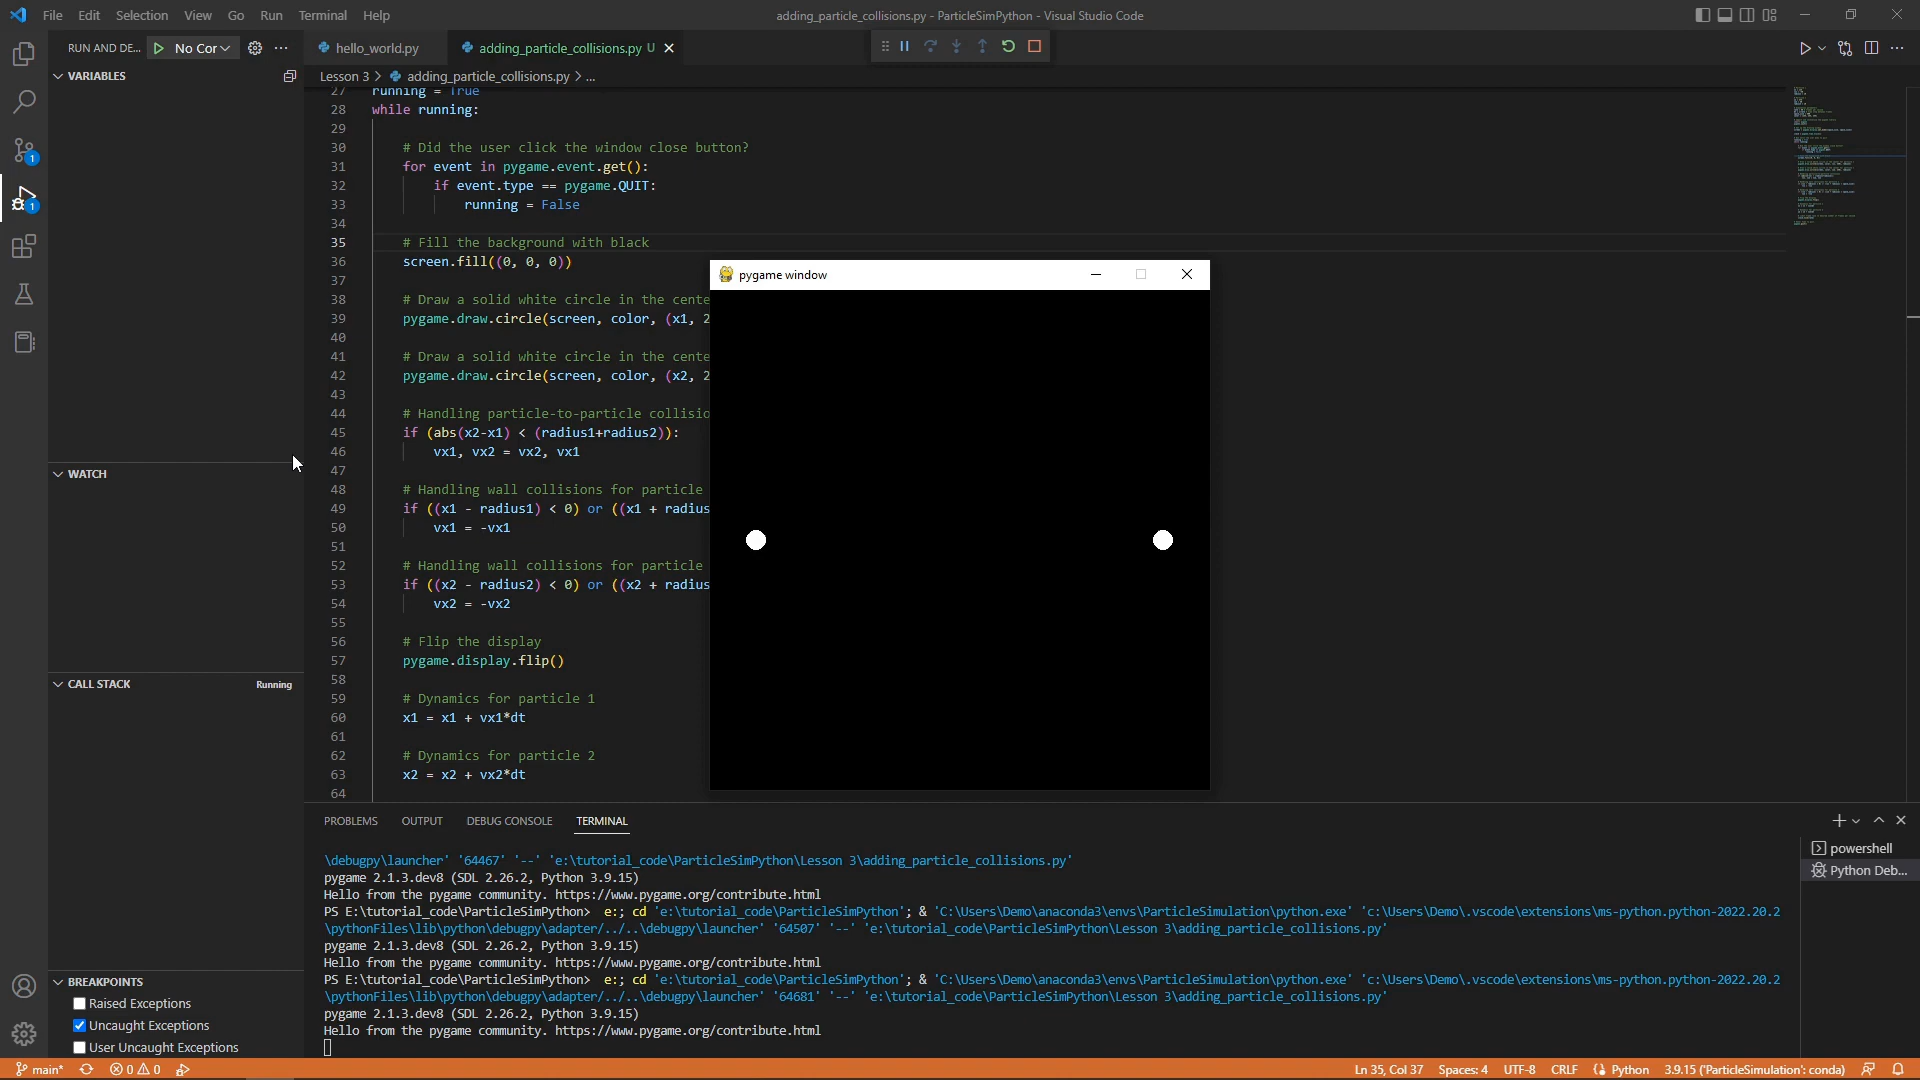 File Edit Selection View Go Run Terminal Help
adding_particle_collisions.py - ParticleSimPython - Visual Studio Code
RUN AND DE... No Cor
hello_world.py
adding_particle_collisions.py U
VARIABLES
Lesson 3 > adding_particle_collisions.py > ...
27 running = True
28 while running:
29
30 # Did the user click the window close button?
31 for event in pygame.event.get():
32 if event.type == pygame.QUIT:
33 running = False
34
35 # Fill the background with black
36 screen.fill((0, 0, 0))
37
38 # Draw a solid white circle in the cente
39 pygame.draw.circle(screen, color, (x1, 2
40
41 # Draw a solid white circle in the cente
42 pygame.draw.circle(screen, color, (x2, 2
43
44 # Handling particle-to-particle collisio
45 if (abs(x2-x1) < (radius1+radius2)):
46 vx1, vx2 = vx2, vx1
47
48 # Handling wall collisions for particle
49 if ((x1 - radius1) < 0) or ((x1 + radius
50 vx1 = -vx1
51
52 # Handling wall collisions for particle
53 if ((x2 - radius2) < 0) or ((x2 + radius
54 vx2 = -vx2
55
56 # Flip the display
57 pygame.display.flip()
58
59 # Dynamics for particle 1
60 x1 = x1 + vx1*dt
61
62 # Dynamics for particle 2
63 x2 = x2 + vx2*dt
64
pygame window
WATCH
CALL STACK Running
BREAKPOINTS
Raised Exceptions
Uncaught Exceptions
User Uncaught Exceptions
1
1
PROBLEMS OUTPUT DEBUG CONSOLE TERMINAL
\debugpy\launcher' '64467' '--' 'e:\tutorial_code\ParticleSimPython\Lesson 3\adding_particle_collisions.py'
pygame 2.1.3.dev8 (SDL 2.26.2, Python 3.9.15)
Hello from the pygame community. https://www.pygame.org/contribute.html
PS E:\tutorial_code\ParticleSimPython> e:; cd 'e:\tutorial_code\ParticleSimPython'; & 'C:\Users\Demo\anaconda3\envs\ParticleSimulation\python.exe' 'c:\Users\Demo\.vscode\extensions\ms-python.python-2022.20.2
\pythonFiles\lib\python\debugpy\adapter/../..\debugpy\launcher' '64507' '--' 'e:\tutorial_code\ParticleSimPython\Lesson 3\adding_particle_collisions.py'
pygame 2.1.3.dev8 (SDL 2.26.2, Python 3.9.15)
Hello from the pygame community. https://www.pygame.org/contribute.html
PS E:\tutorial_code\ParticleSimPython> e:; cd 'e:\tutorial_code\ParticleSimPython'; & 'C:\Users\Demo\anaconda3\envs\ParticleSimulation\python.exe' 'c:\Users\Demo\.vscode\extensions\ms-python.python-2022.20.2
\pythonFiles\lib\python\debugpy\adapter/../..\debugpy\launcher' '64681' '--' 'e:\tutorial_code\ParticleSimPython\Lesson 3\adding_particle_collisions.py'
pygame 2.1.3.dev8 (SDL 2.26.2, Python 3.9.15)
Hello from the pygame community. https://www.pygame.org/contribute.html
powershell
Python Deb...
main* 0 0
Ln 35, Col 37 Spaces: 4 UTF-8 CRLF Python 3.9.15 ('ParticleSimulation': conda)